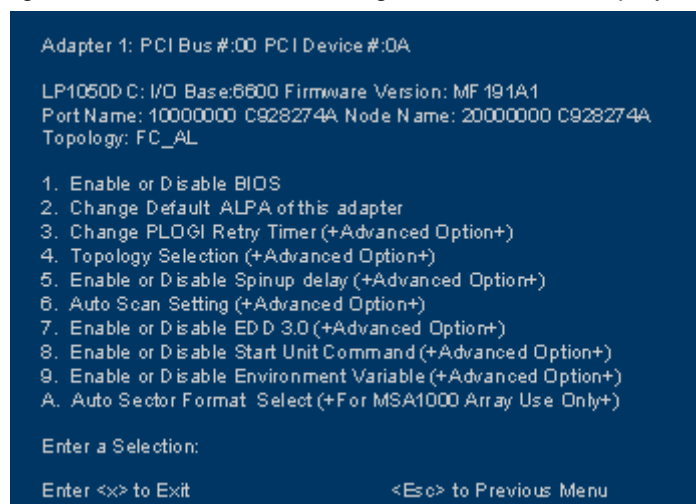 Adapter 1: PCI Bus #:00 PCI Device #:0A
LP1050DC: I/O Base:6600 Firmware Version: MF191A1
Port Name: 10000000 C928274A Node Name: 20000000 C928274A
Topology: FC_AL
1. Enable or Disable BIOS
2. Change Default ALPA of this adapter
3. Change PLOGI Retry Timer (+Advanced Option+)
4. Topology Selection (+Advanced Option+)
5. Enable or Disable Spinup delay (+Advanced Option+)
6. Auto Scan Setting (+Advanced Option+)
7. Enable or Disable EDD 3.0 (+Advanced Option+)
8. Enable or Disable Start Unit Command (+Advanced Option+)
9. Enable or Disable Environment Variable (+Advanced Option+)
A. Auto Sector Format Select (+For MSA1000 Array Use Only+)
Enter a Selection:
Enter <x> to Exit <Esc> to Previous Menu